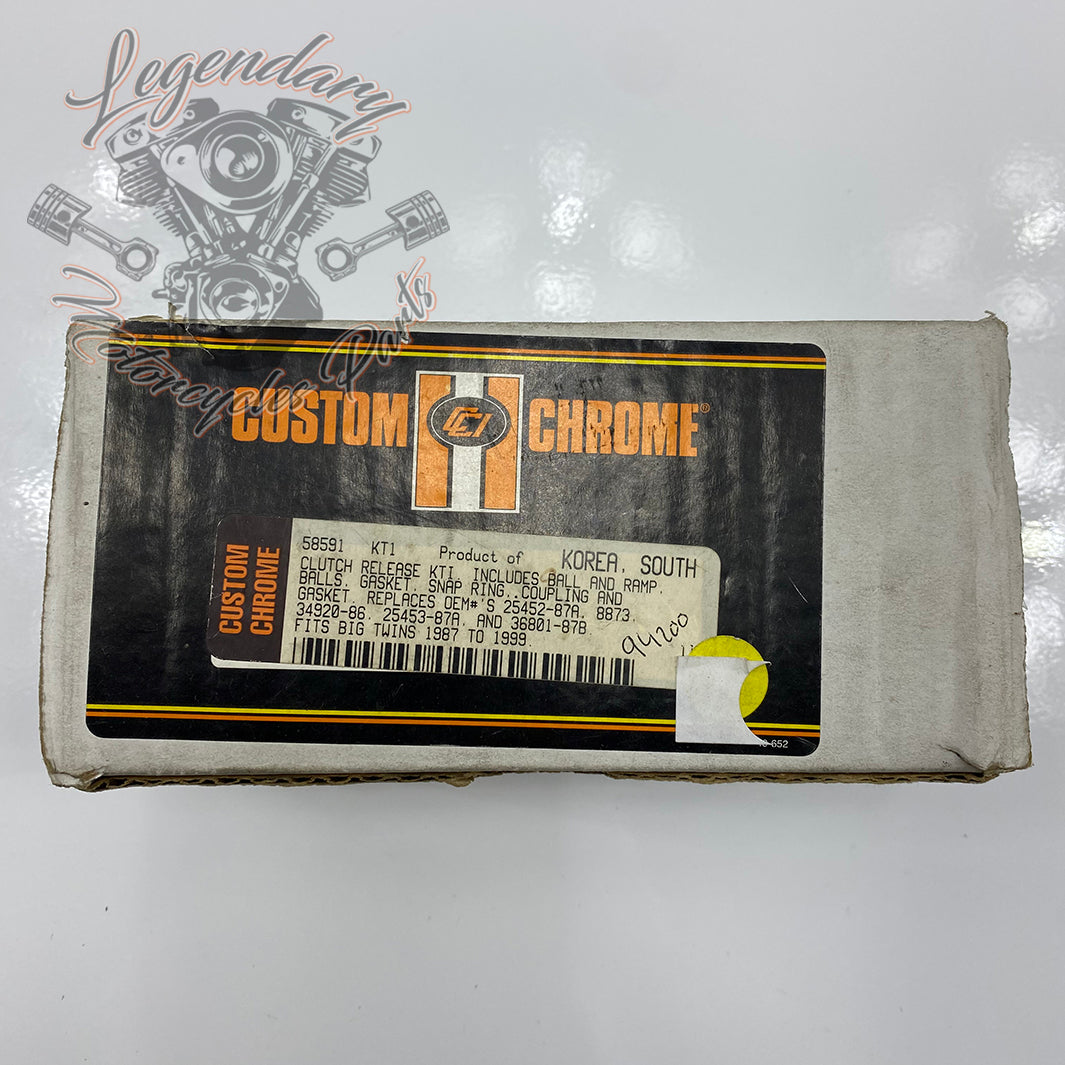 Legendary
Motorcycles Parts
CUSTOM CCI CHROME®
CUSTOM
CHROME
58591 KT1 Product of KOREA, SOUTH
CLUTCH RELEASE KTI, INCLUDES BALL AND RAMP,
BALLS, GASKET, SNAP RING, COUPLING AND
GASKET, REPLACES OEM#'S 25452-87A, 8873,
34920-86, 25453-87A, AND 36801-87B
FITS BIG TWINS 1987 TO 1999
94200
652